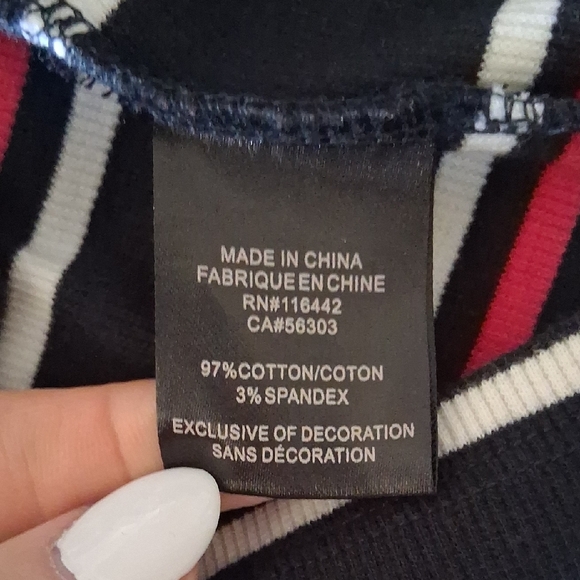 MADE IN CHINA
FABRIQUE EN CHINE
RN#116442
CA#56303
97%COTTON/COTON
3% SPANDEX
EXCLUSIVE OF DECORATION
SANS DÉCORATION